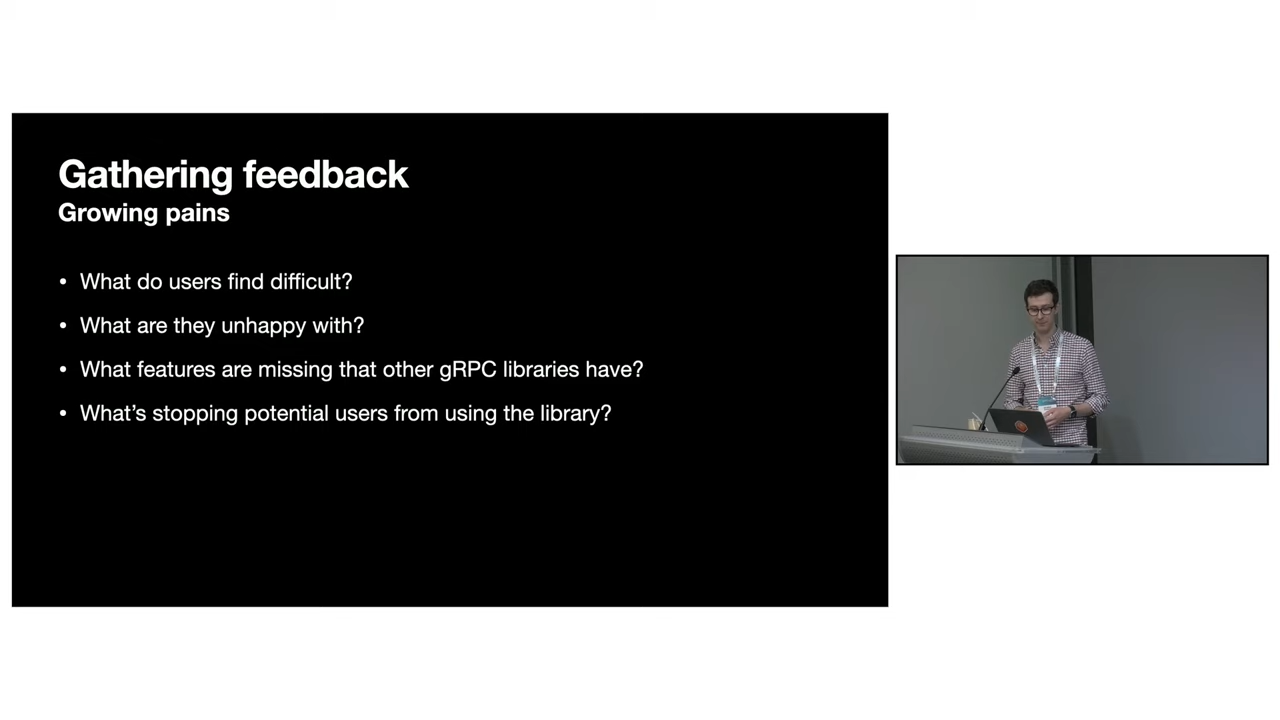 Gathering feedback
Growing pains
• What do users find difficult?
• What are they unhappy with?
• What features are missing that other gRPC libraries have?
• What’s stopping potential users from using the library?